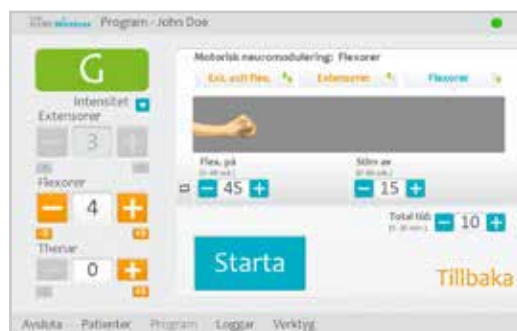 Program - John Doe
G
Intensitet
Extensorer
3
Flexorer
4
Thenar
0
Motorisk neuromodulering: Flexorer
Ext. och flex.
Extensorer
Flexorer
Flex. på
45
Stim av
15
Total tid:
10
Starta
Tillbaka
Avsluta Patienter Program Loggar Verktyg